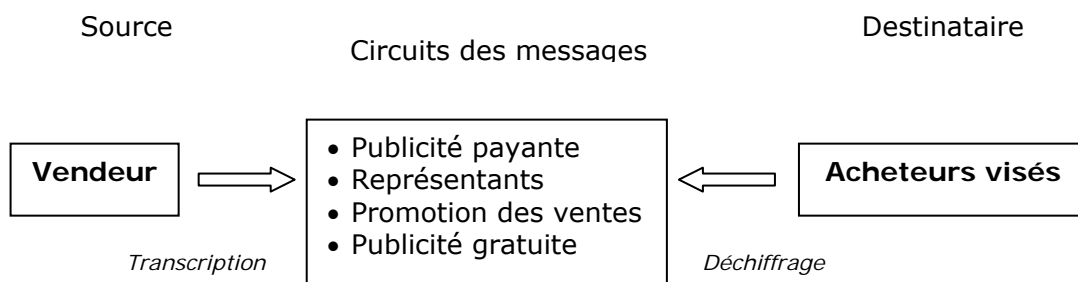 Source
Destinataire
Circuits des messages
Vendeur
• Publicité payante
• Représentants
• Promotion des ventes
• Publicité gratuite
Acheteurs visés
Transcription
Déchiffrage